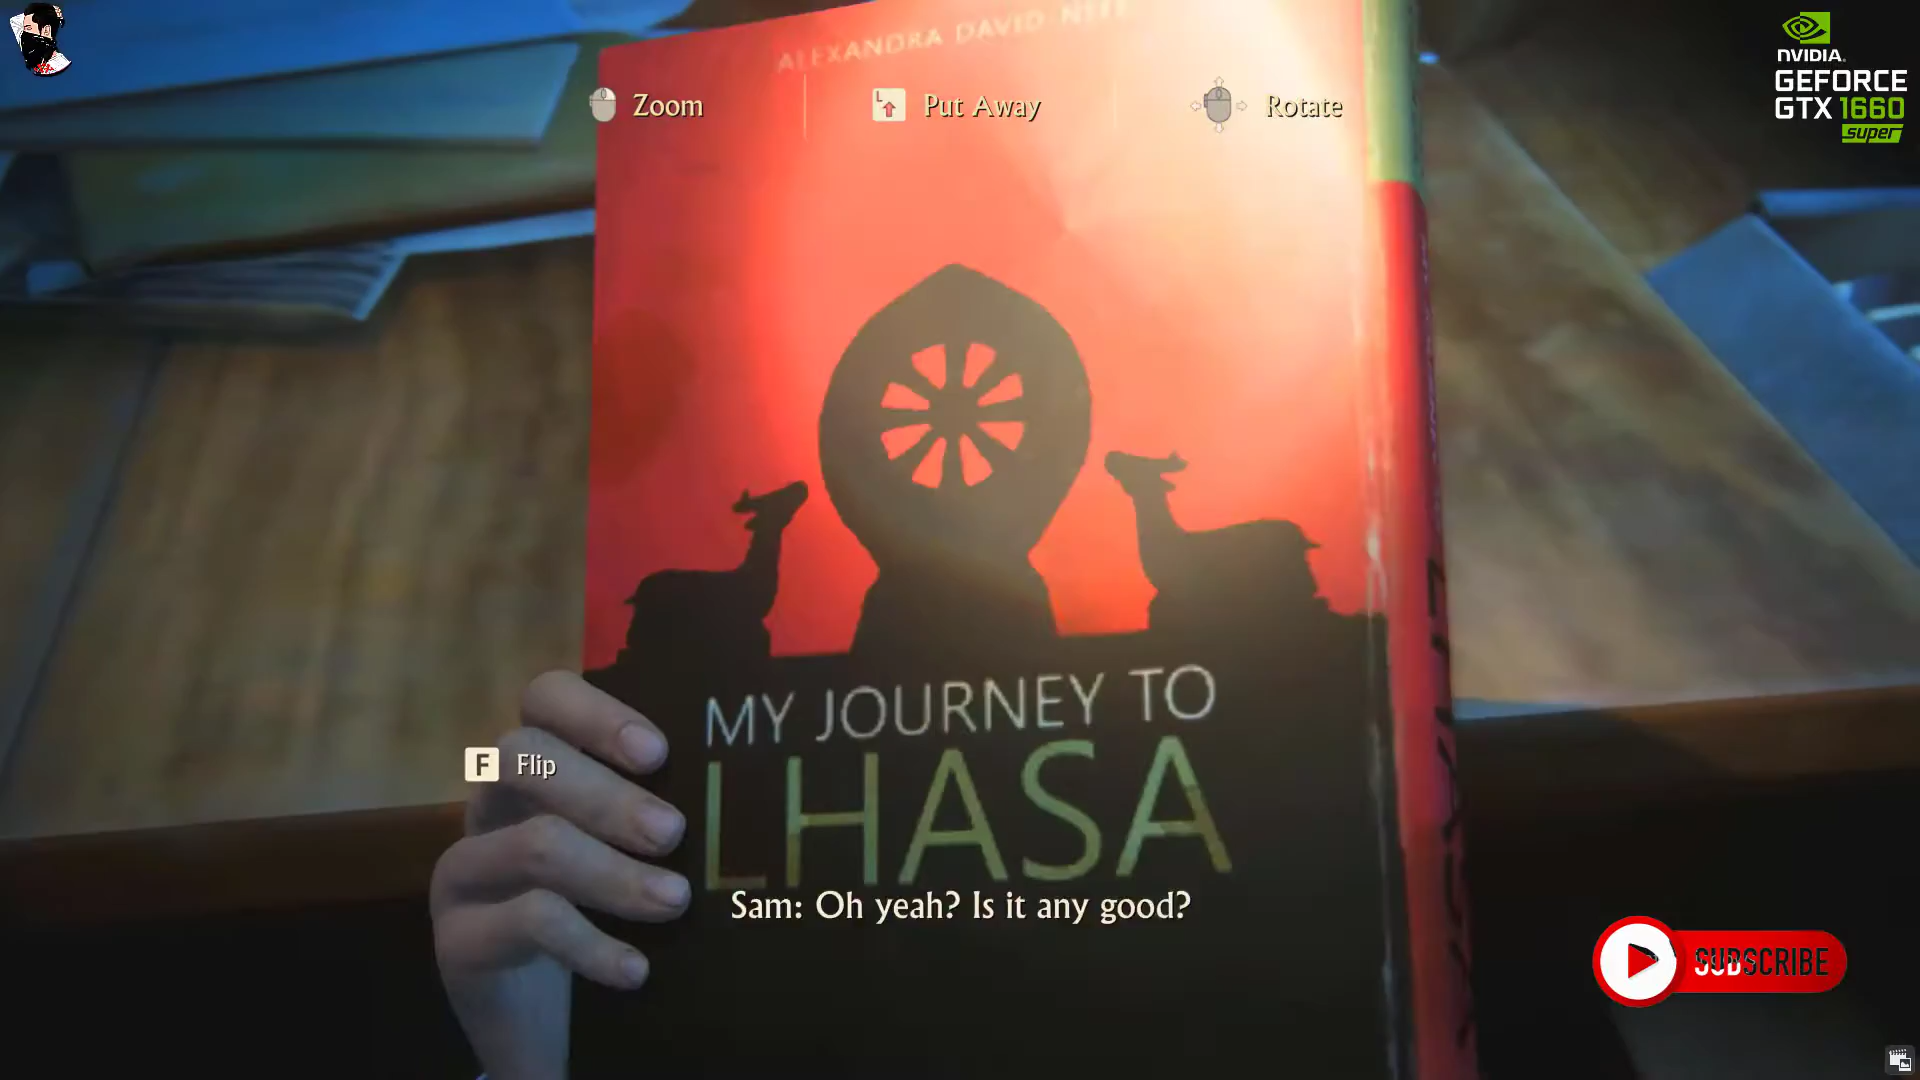 ALEXANDRA DAVID NEEL
Zoom
L
Put Away
Rotate
NVIDIA.
GEFORCE
GTX 1660
SUPER
MY JOURNEY TO
LHASA
F
Flip
Sam: Oh yeah? Is it any good?
SUBSCRIBE